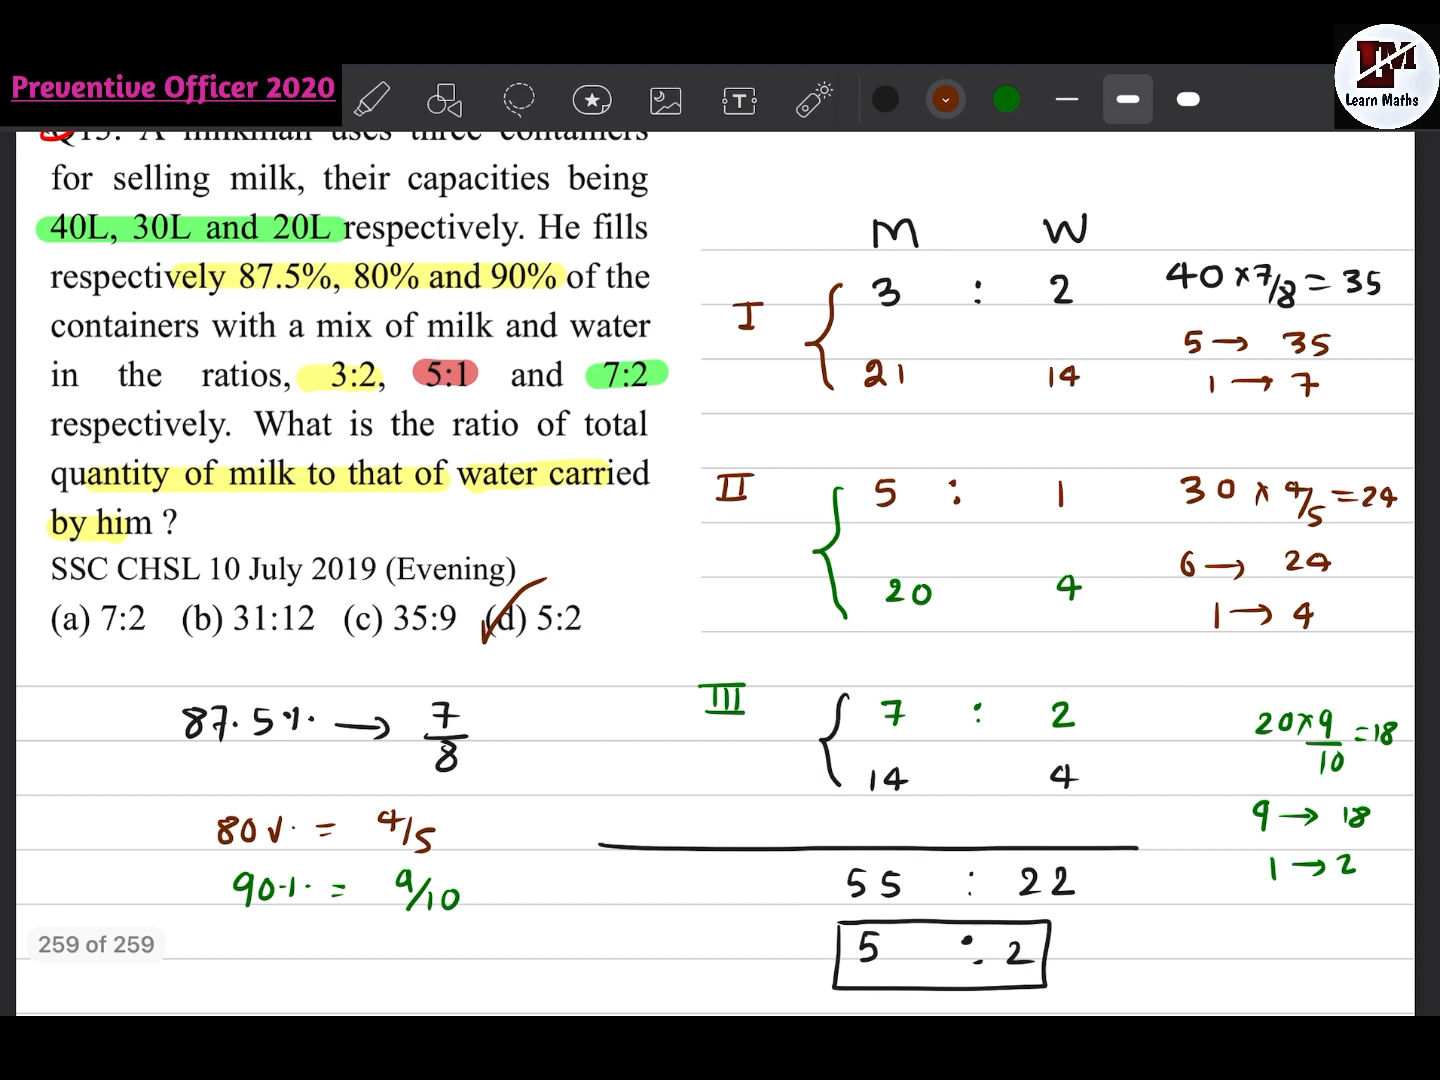 Preventive Officer 2020
T
LM
Learn Maths
Q13. A milkman uses three containers
for selling milk, their capacities being
40L, 30L and 20L respectively. He fills
respectively 87.5%, 80% and 90% of the
containers with a mix of milk and water
in the ratios, 3:2, 5:1 and 7:2
respectively. What is the ratio of total
quantity of milk to that of water carried
by him ?
SSC CHSL 10 July 2019 (Evening)
(a) 7:2 (b) 31:12 (c) 35:9 (d) 5:2
87.5% → 7/8
80% = 4/5
90% = 9/10
259 of 259
M W
I 3 : 2 40 × 7/8 = 35
5 → 35
21 14 1 → 7
II 5 : 1 30 × 4/5 = 24
6 → 24
20 4 1 → 4
III 7 : 2 20×9/10 = 18
14 4
9 → 18
55 : 22 1 → 2
5 : 2